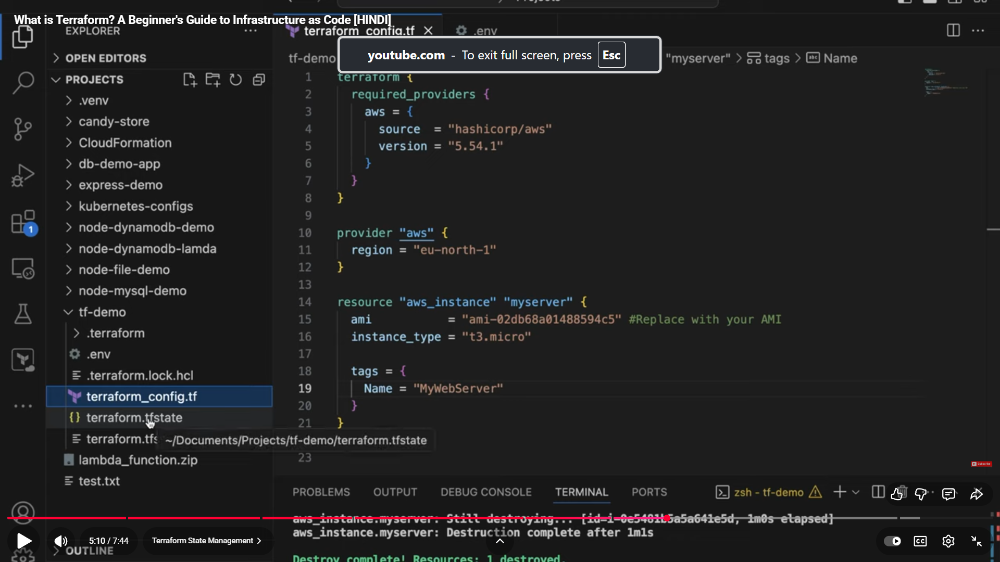 What is Terraform? A Beginner's Guide to Infrastructure as Code [HINDI]
EXPLORER
terraform_config.tf
.env
youtube.com - To exit full screen, press Esc
OPEN EDITORS
tf-demo
"myserver" > tags > Name
PROJECTS
.venv
candy-store
CloudFormation
db-demo-app
express-demo
kubernetes-configs
node-dynamodb-demo
node-dynamodb-lamda
node-file-demo
node-mysql-demo
tf-demo
.terraform
.env
.terraform.lock.hcl
terraform_config.tf
terraform.tfstate
terraform.tfs
~/Documents/Projects/tf-demo/terraform.tfstate
lambda_function.zip
test.txt
1
1 terraform {
2 required_providers {
3 aws = {
4 source = "hashicorp/aws"
5 version = "5.54.1"
6 }
7 }
8 }
9
10 provider "aws" {
11 region = "eu-north-1"
12 }
13
14 resource "aws_instance" "myserver" {
15 ami = "ami-02db68a01488594c5" #Replace with your AMI
16 instance_type = "t3.micro"
17
18 tags = {
19 Name = "MyWebServer"
20 }
21 }
23
Subscribe
PROBLEMS OUTPUT DEBUG CONSOLE TERMINAL PORTS
zsh - tf-demo
aws_instance.myserver: Still destroying... elapsed]
aws_instance.myserver: Destruction complete after 1m1s
Destroy complete! Resources: 1 destroyed.
5:10 / 7:44
Terraform State Management
OUTLINE
CC